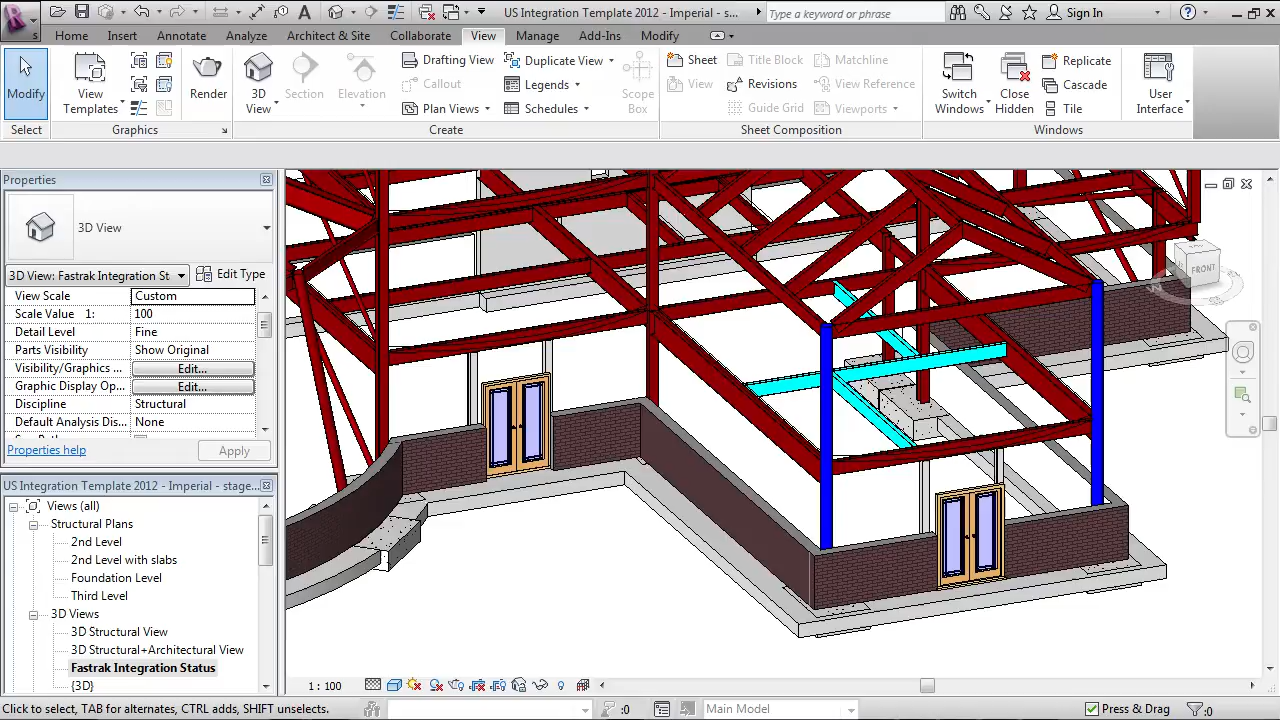 US Integration Template 2012 - Imperial - s...
Type a keyword or phrase
Sign In
Home Insert Annotate Analyze Architect & Site Collaborate View Manage Add-Ins Modify
Modify
View Templates
Render
3D View
Section
Elevation
Drafting View
Callout
Plan Views
Duplicate View
Legends
Schedules
Scope Box
Sheet
View
Title Block
Revisions
Guide Grid
Matchline
View Reference
Viewports
Switch Windows
Close Hidden
Replicate
Cascade
Tile
User Interface
Select Graphics Create Sheet Composition Windows
Properties
3D View
3D View: Fastrak Integration St Edit Type
View Scale Custom
Scale Value 1: 100
Detail Level Fine
Parts Visibility Show Original
Visibility/Graphics ... Edit...
Graphic Display Op... Edit...
Discipline Structural
Default Analysis Dis... None
Properties help Apply
US Integration Template 2012 - Imperial - stage...
Views (all)
Structural Plans
2nd Level
2nd Level with slabs
Foundation Level
Third Level
3D Views
3D Structural View
3D Structural+Architectural View
Fastrak Integration Status
{3D}
FRONT
1 : 100
Click to select, TAB for alternates, CTRL adds, SHIFT unselects.
:0
Main Model
Press & Drag
:0